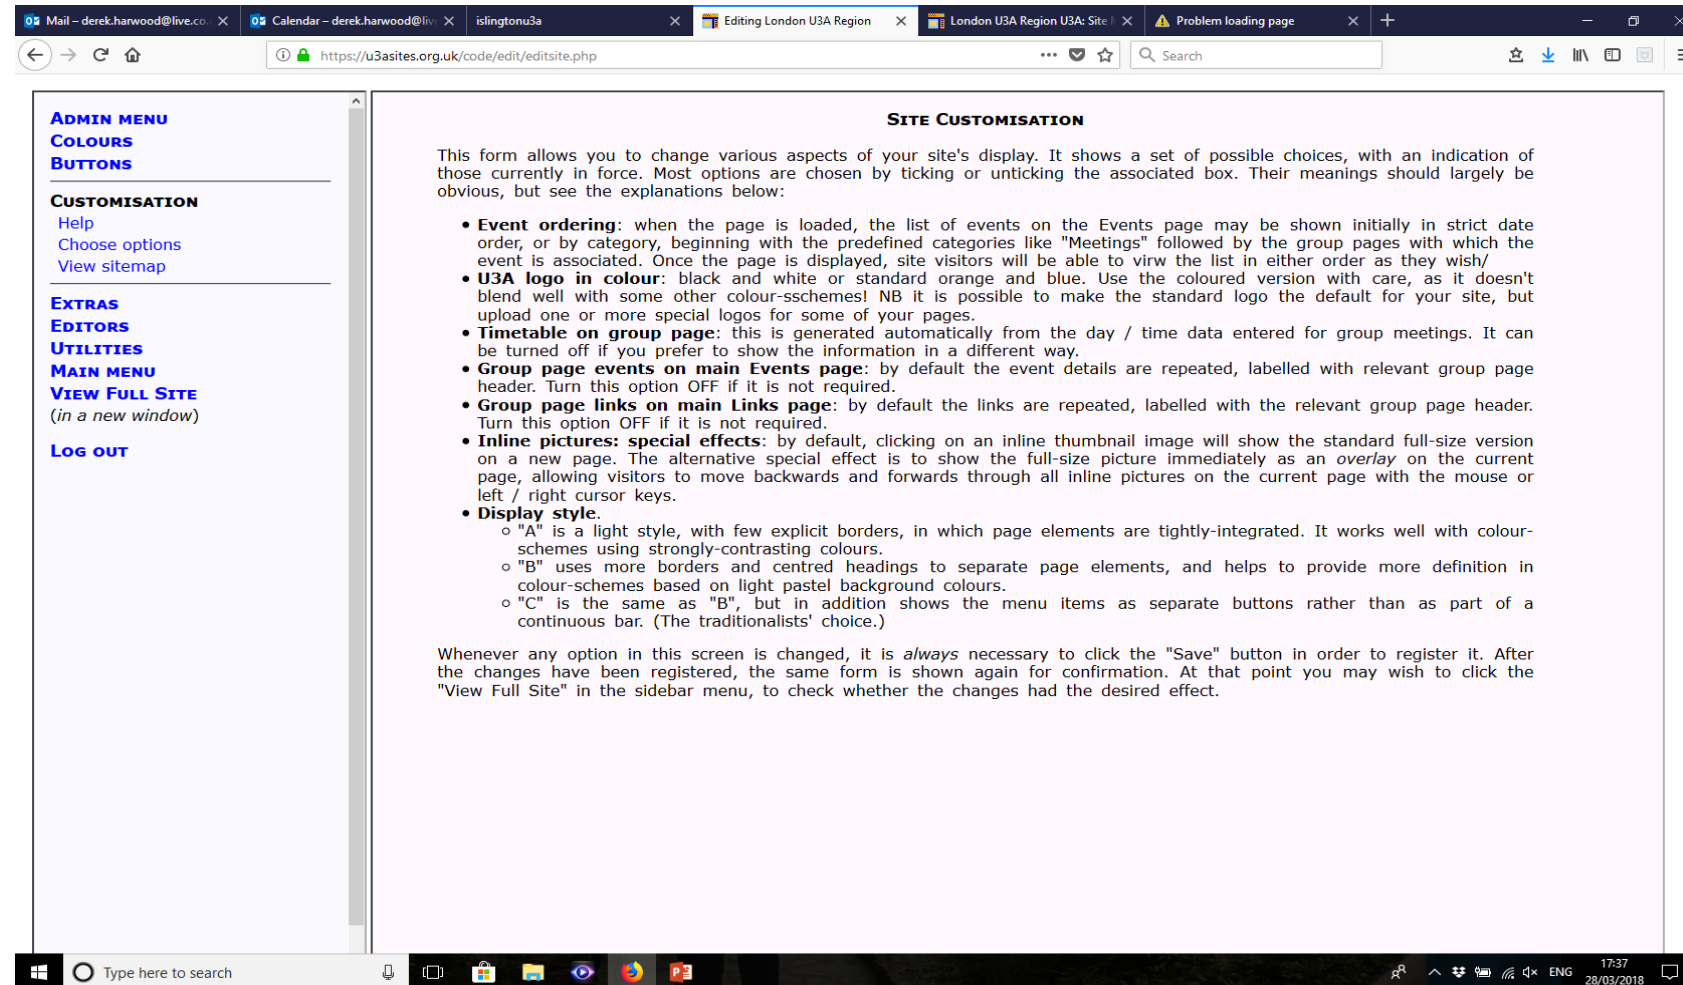 Mail – derek.harwood@live.co.
Calendar – derek.harwood@liv
islingtonu3a
Editing London U3A Region
London U3A Region U3A: Site
Problem loading page
https://u3asites.org.uk/code/edit/editsite.php
Search
ADMIN MENU
COLOURS
BUTTONS
CUSTOMISATION
Help
Choose options
View sitemap
EXTRAS
EDITORS
UTILITIES
MAIN MENU
VIEW FULL SITE
(in a new window)
LOG OUT
SITE CUSTOMISATION
This form allows you to change various aspects of your site's display. It shows a set of possible choices, with an indication of
those currently in force. Most options are chosen by ticking or unticking the associated box. Their meanings should largely be
obvious, but see the explanations below:
• Event ordering: when the page is loaded, the list of events on the Events page may be shown initially in strict date
order, or by category, beginning with the predefined categories like "Meetings" followed by the group pages with which the
event is associated. Once the page is displayed, site visitors will be able to virw the list in either order as they wish/
• U3A logo in colour: black and white or standard orange and blue. Use the coloured version with care, as it doesn't
blend well with some other colour-sschemes! NB it is possible to make the standard logo the default for your site, but
upload one or more special logos for some of your pages.
• Timetable on group page: this is generated automatically from the day / time data entered for group meetings. It can
be turned off if you prefer to show the information in a different way.
• Group page events on main Events page: by default the event details are repeated, labelled with relevant group page
header. Turn this option OFF if it is not required.
• Group page links on main Links page: by default the links are repeated, labelled with the relevant group page header.
Turn this option OFF if it is not required.
• Inline pictures: special effects: by default, clicking on an inline thumbnail image will show the standard full-size version
on a new page. The alternative special effect is to show the full-size picture immediately as an overlay on the current
page, allowing visitors to move backwards and forwards through all inline pictures on the current page with the mouse or
left / right cursor keys.
• Display style.
○ "A" is a light style, with few explicit borders, in which page elements are tightly-integrated. It works well with colour-
schemes using strongly-contrasting colours.
○ "B" uses more borders and centred headings to separate page elements, and helps to provide more definition in
colour-schemes based on light pastel background colours.
○ "C" is the same as "B", but in addition shows the menu items as separate buttons rather than as part of a
continuous bar. (The traditionalists' choice.)
Whenever any option in this screen is changed, it is always necessary to click the "Save" button in order to register it. After
the changes have been registered, the same form is shown again for confirmation. At that point you may wish to click the
"View Full Site" in the sidebar menu, to check whether the changes had the desired effect.
Type here to search
ENG
17:37
28/03/2018